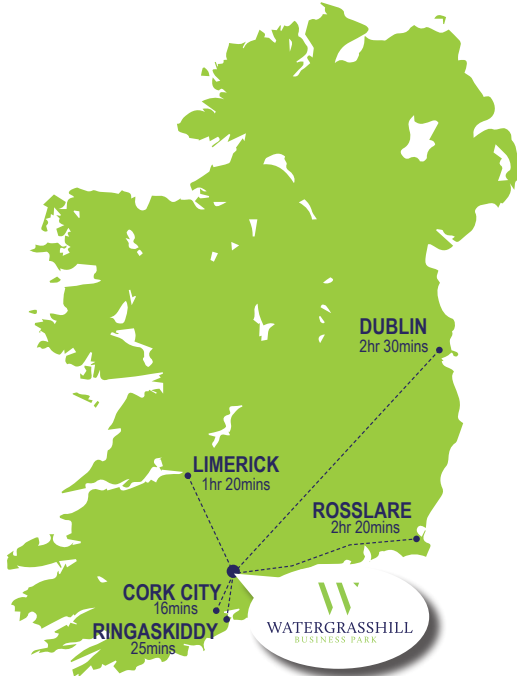 DUBLIN
2hr 30mins
LIMERICK
1hr 20mins
ROSSLARE
2hr 20mins
CORK CITY
16mins
RINGASKIDDY
25mins
WATERGRASSHILL
BUSINESS PARK